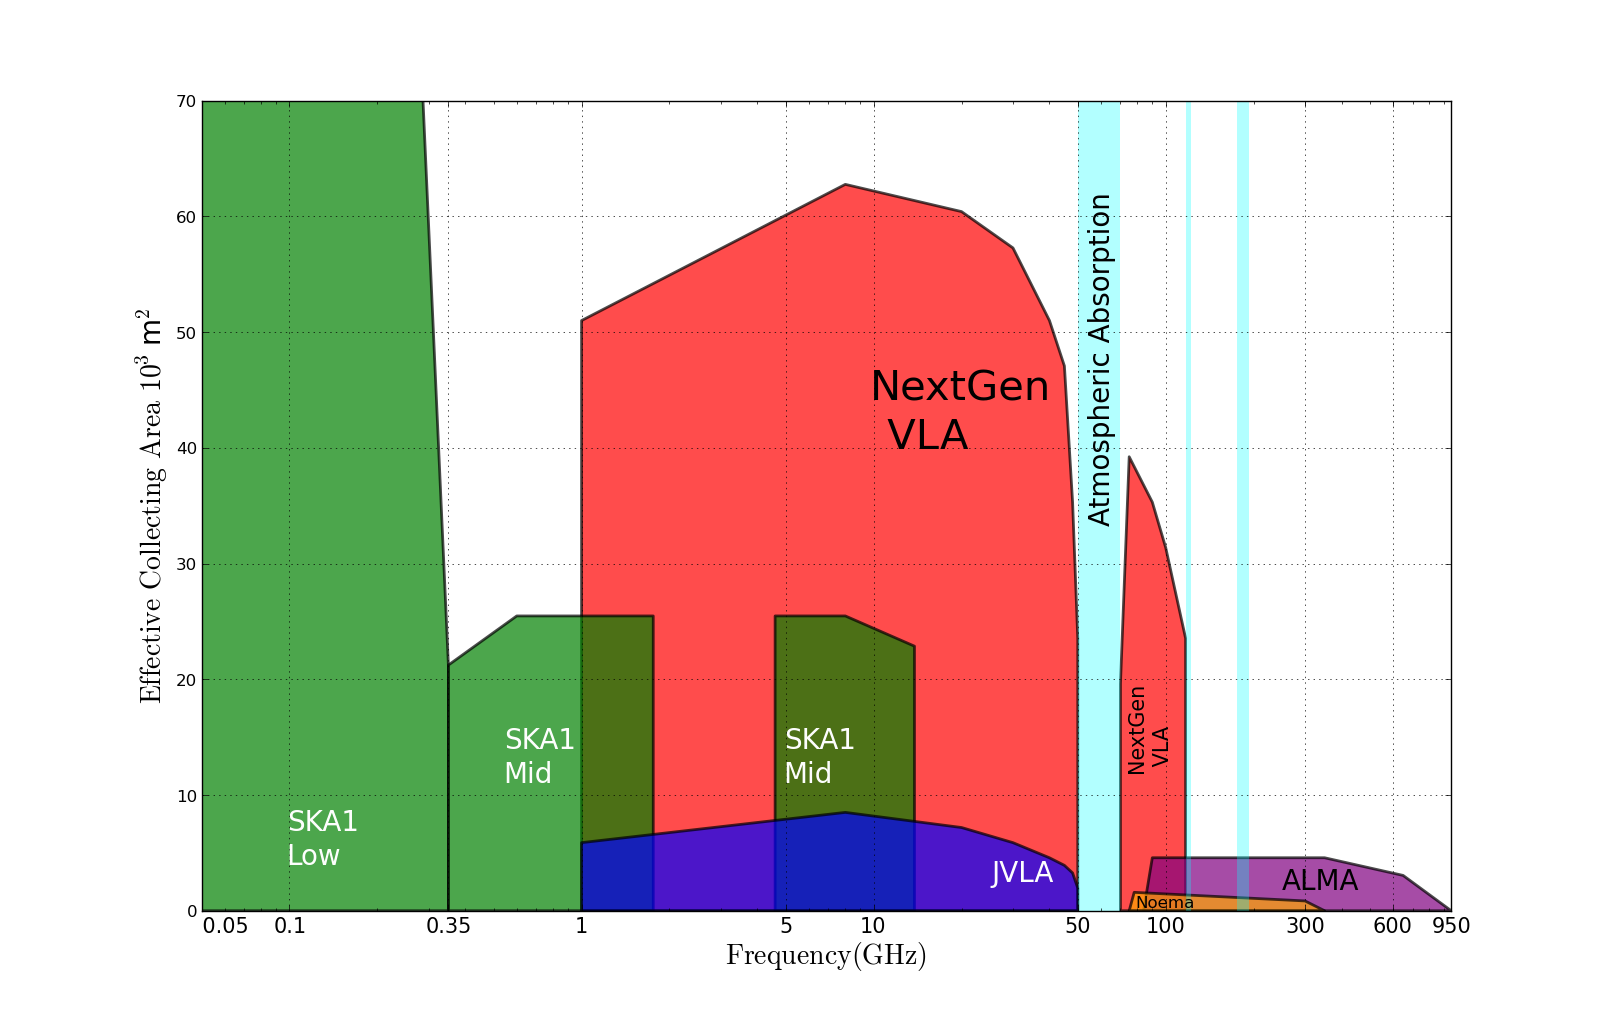 70
60
50
40
30
20
10
0
Effective Collecting Area 10³ m²
NextGen
VLA
Atmospheric Absorption
SKA1
Low
SKA1
Mid
SKA1
Mid
NextGen
VLA
JVLA
ALMA
Noema
0.05 0.1 0.35 1 5 10 50 100 300 600 950
Frequency(GHz)